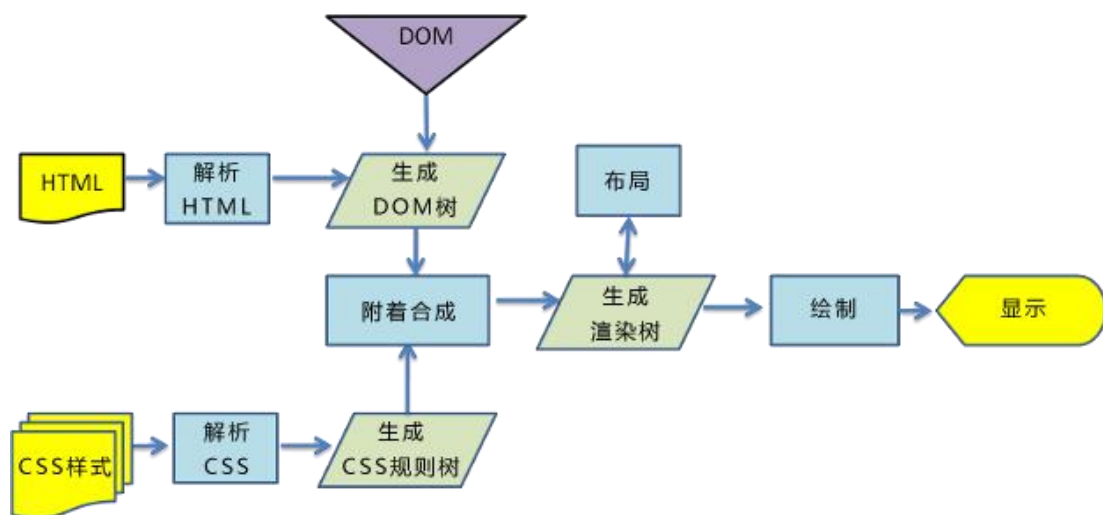 DOM
HTML
解析
HTML
生成
DOM树
布局
附着合成
生成
渲染树
绘制
显示
CSS样式
解析
CSS
生成
CSS规则树